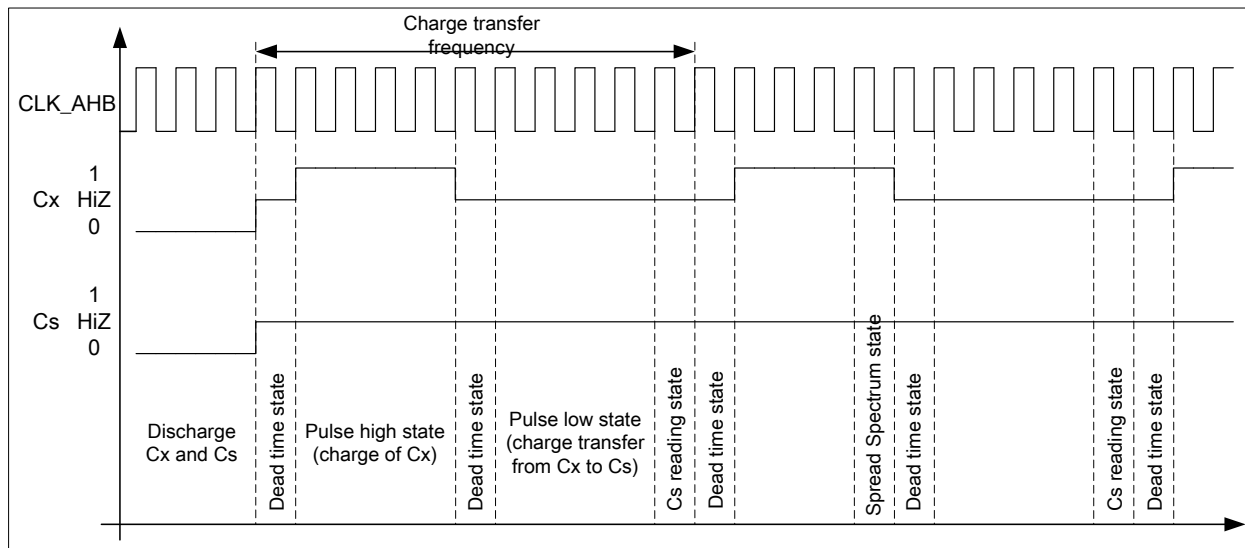 Charge transfer
frequency
CLK_AHB
1
Cx HiZ
0
1
Cs HiZ
0
Discharge
Cx and Cs
Dead time state
Pulse high state
(charge of Cx)
Dead time state
Pulse low state
(charge transfer
from Cx to Cs)
Cs reading state
Dead time state
Spread Spectrum state
Dead time state
Cs reading state
Dead time state